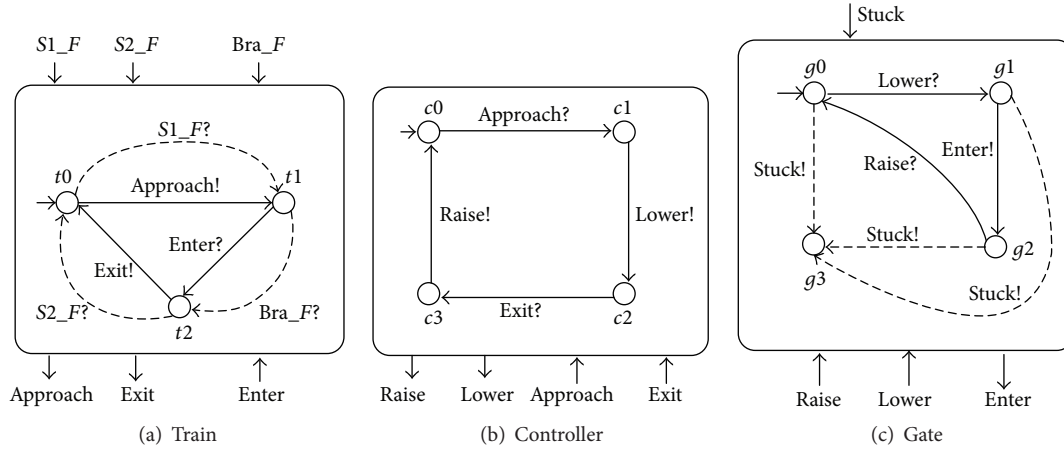 S1_F
S2_F
Bra_F
S1_F?
t0
t1
Approach!
Enter?
Exit!
S2_F?
Bra_F?
t2
Approach
Exit
Enter
(a) Train
c0
c1
Approach?
Raise!
Lower!
c3
c2
Exit?
Raise
Lower
Approach
Exit
(b) Controller
Stuck
g0
g1
Lower?
Stuck!
Raise?
Enter!
Stuck!
g2
g3
Stuck!
Raise
Lower
Enter
(c) Gate